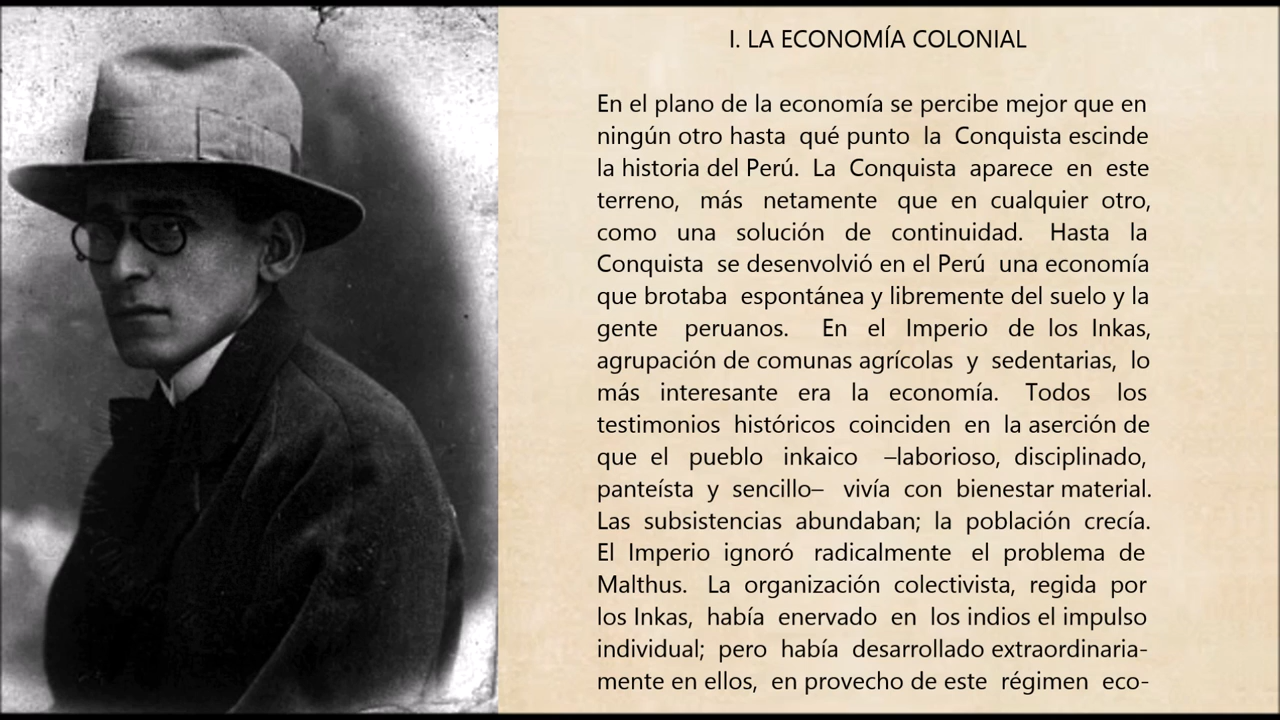 I. LA ECONOMÍA COLONIAL
En el plano de la economía se percibe mejor que en
ningún otro hasta qué punto la Conquista escinde
la historia del Perú. La Conquista aparece en este
terreno, más netamente que en cualquier otro,
como una solución de continuidad. Hasta la
Conquista se desenvolvió en el Perú una economía
que brotaba espontánea y libremente del suelo y la
gente peruanos. En el Imperio de los Inkas,
agrupación de comunas agrícolas y sedentarias, lo
más interesante era la economía. Todos los
testimonios históricos coinciden en la aserción de
que el pueblo inkaico –laborioso, disciplinado,
panteísta y sencillo– vivía con bienestar material.
Las subsistencias abundaban; la población crecía.
El Imperio ignoró radicalmente el problema de
Malthus. La organización colectivista, regida por
los Inkas, había enervado en los indios el impulso
individual; pero había desarrollado extraordinaria-
mente en ellos, en provecho de este régimen eco-